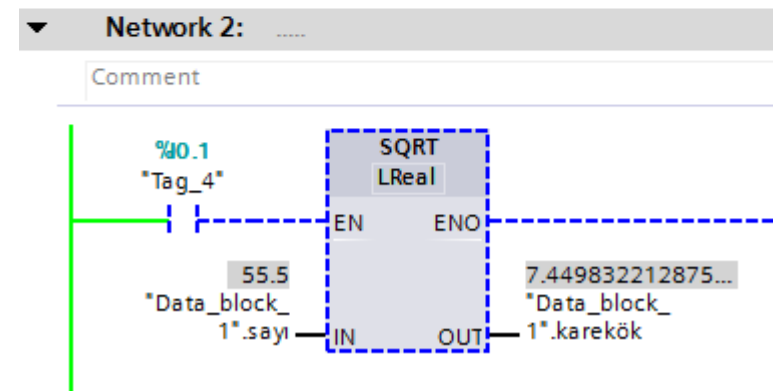 Network 2: .....
Comment
%I0.1
"Tag_4"
SQRT
LReal
EN ENO
55.5 7.449832212875...
"Data_block_ "Data_block_
1".sayı IN OUT 1".karekök